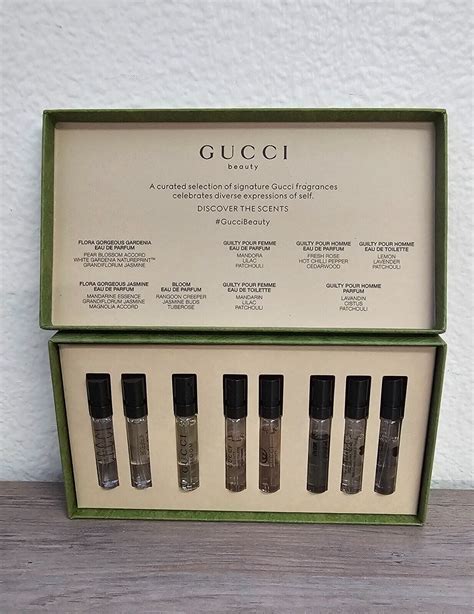 GUCCI
beauty
A curated selection of signature Gucci fragrances
celebrates diverse expressions of self.
DISCOVER THE SCENTS
#GucciBeauty
FLORA GORGEOUS GARDENIA
EAU DE PARFUM
PEAR BLOSSOM ACCORD
WHITE GARDENIA NATUREPRINT™
GRANDIFLORUM JASMINE
GUILTY POUR FEMME
EAU DE PARFUM
MANDORA
LILAC
PATCHOULI
GUILTY POUR HOMME
EAU DE PARFUM
FRESH ROSE
HOT CHILLI PEPPER
CEDARWOOD
GUILTY POUR HOMME
EAU DE TOILETTE
LEMON
LAVENDER
PATCHOULI
FLORA GORGEOUS JASMINE
EAU DE PARFUM
MANDARINE ESSENCE
GRANDIFLORUM JASMINE
MAGNOLIA ACCORD
BLOOM
EAU DE PARFUM
RANGOON CREEPER
JASMINE BUDS
TUBEROSE
GUILTY POUR FEMME
EAU DE TOILETTE
MANDARIN
LILAC
PATCHOULI
GUILTY POUR HOMME
PARFUM
LAVANDIN
CISTUS
PATCHOULI
GUCCI
GUCCI
GUCCI